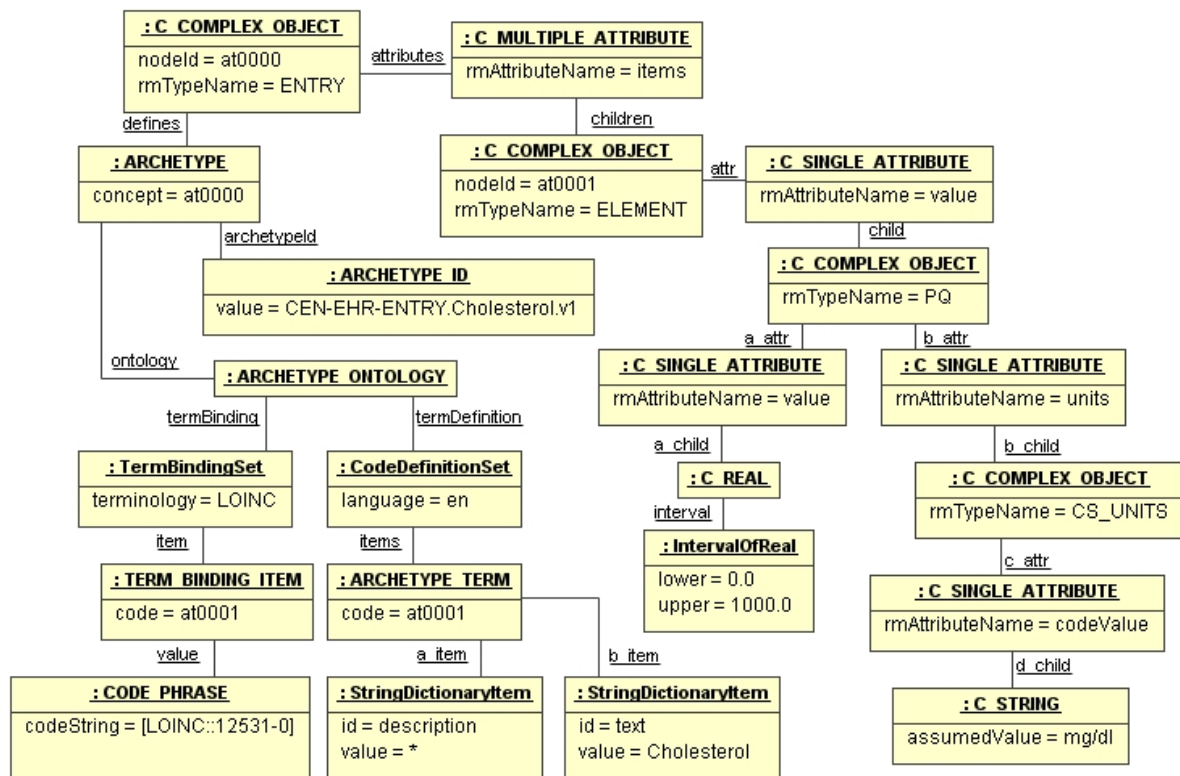 : C_COMPLEX_OBJECT
nodeId = at0000
rmTypeName = ENTRY
attributes
: C_MULTIPLE_ATTRIBUTE
rmAttributeName = items
defines
children
: ARCHETYPE
concept = at0000
: C_COMPLEX_OBJECT
nodeId = at0001
rmTypeName = ELEMENT
attr
: C_SINGLE_ATTRIBUTE
rmAttributeName = value
archetypeId
child
: ARCHETYPE_ID
value = CEN-EHR-ENTRY.Cholesterol.v1
: C_COMPLEX_OBJECT
rmTypeName = PQ
a_attr
b_attr
ontology
: ARCHETYPE_ONTOLOGY
: C_SINGLE_ATTRIBUTE
rmAttributeName = value
: C_SINGLE_ATTRIBUTE
rmAttributeName = units
termBinding
termDefinition
a_child
b_child
: TermBindingSet
terminology = LOINC
: CodeDefinitionSet
language = en
: C_REAL
: C_COMPLEX_OBJECT
rmTypeName = CS_UNITS
interval
item
items
: IntervalOfReal
lower = 0.0
upper = 1000.0
c_attr
: TERM_BINDING_ITEM
code = at0001
: ARCHETYPE_TERM
code = at0001
: C_SINGLE_ATTRIBUTE
rmAttributeName = codeValue
value
a_item
b_item
d_child
: CODE_PHRASE
codeString = [LOINC::12531-0]
: StringDictionaryItem
id = description
value = *
: StringDictionaryItem
id = text
value = Cholesterol
: C_STRING
assumedValue = mg/dl